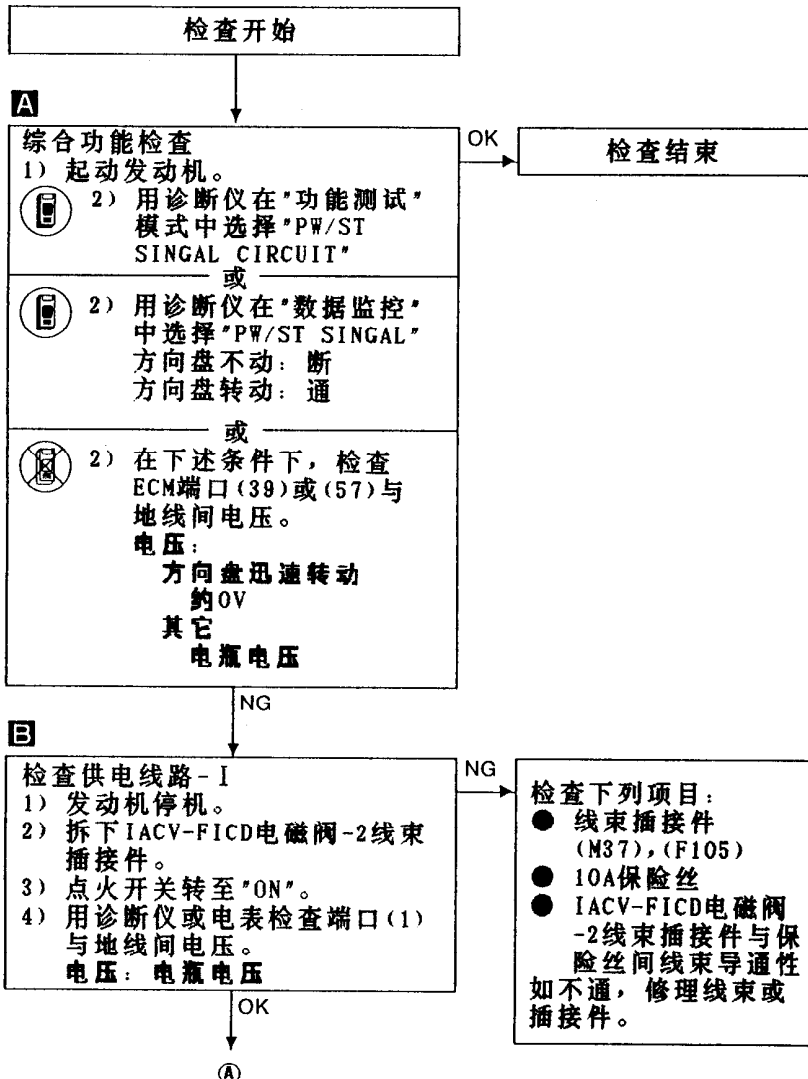 检查开始
A
综合功能检查
1) 起动发动机。
2) 用诊断仪在"功能测试"
模式中选择"PW/ST
SINGAL CIRCUIT"
或
2) 用诊断仪在"数据监控"
中选择"PW/ST SINGAL"
方向盘不动: 断
方向盘转动: 通
或
2) 在下述条件下, 检查
ECM端口(39)或(57)与
地线间电压。
电压:
方向盘迅速转动
约0V
其它
电瓶电压
OK
检查结束
NG
B
检查供电线路-I
1) 发动机停机。
2) 拆下IACV-FICD电磁阀-2线束
插接件。
3) 点火开关转至"ON"。
4) 用诊断仪或电表检查端口(1)
与地线间电压。
电压: 电瓶电压
NG
检查下列项目:
● 线束插接件
(M37),(F105)
● 10A保险丝
● IACV-FICD电磁阀
-2线束插接件与保
险丝间线束导通性
如不通, 修理线束或
插接件。
OK
Ⓐ